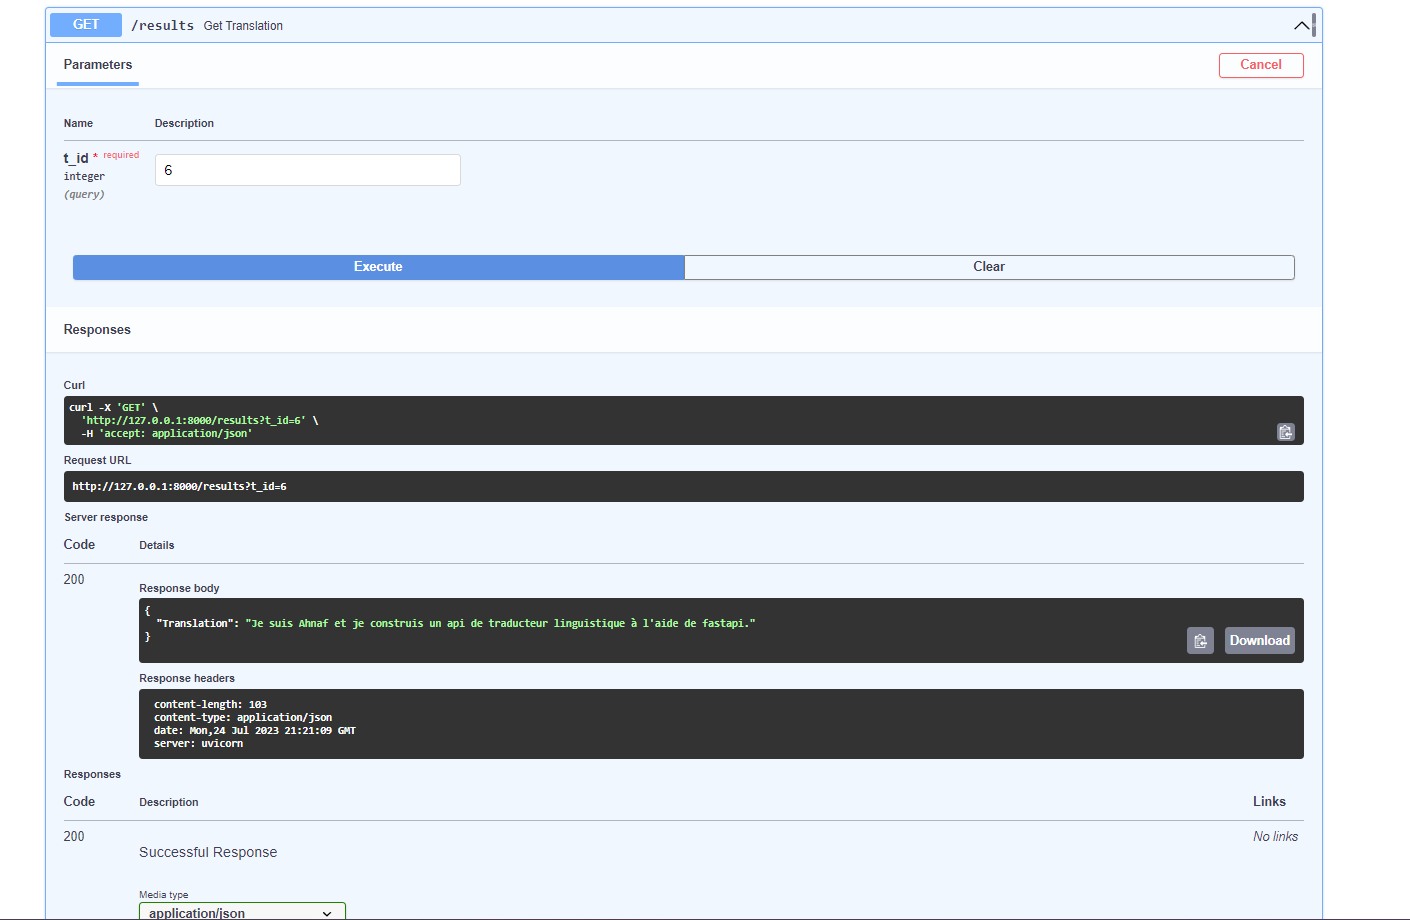 GET /results Get Translation
Parameters
Cancel
Name Description
t_id * required
integer
(query)
6
Execute Clear
Responses
Curl
curl -X 'GET' \
'http://127.0.0.1:8000/results?t_id=6' \
-H 'accept: application/json'
Request URL
http://127.0.0.1:8000/results?t_id=6
Server response
Code Details
200
Response body
{
"Translation": "Je suis Ahnaf et je construis un api de traducteur linguistique à l'aide de fastapi."
}
Download
Response headers
content-length: 103
content-type: application/json
date: Mon,24 Jul 2023 21:21:09 GMT
server: uvicorn
Responses
Code Description Links
200 No links
Successful Response
Media type
application/json